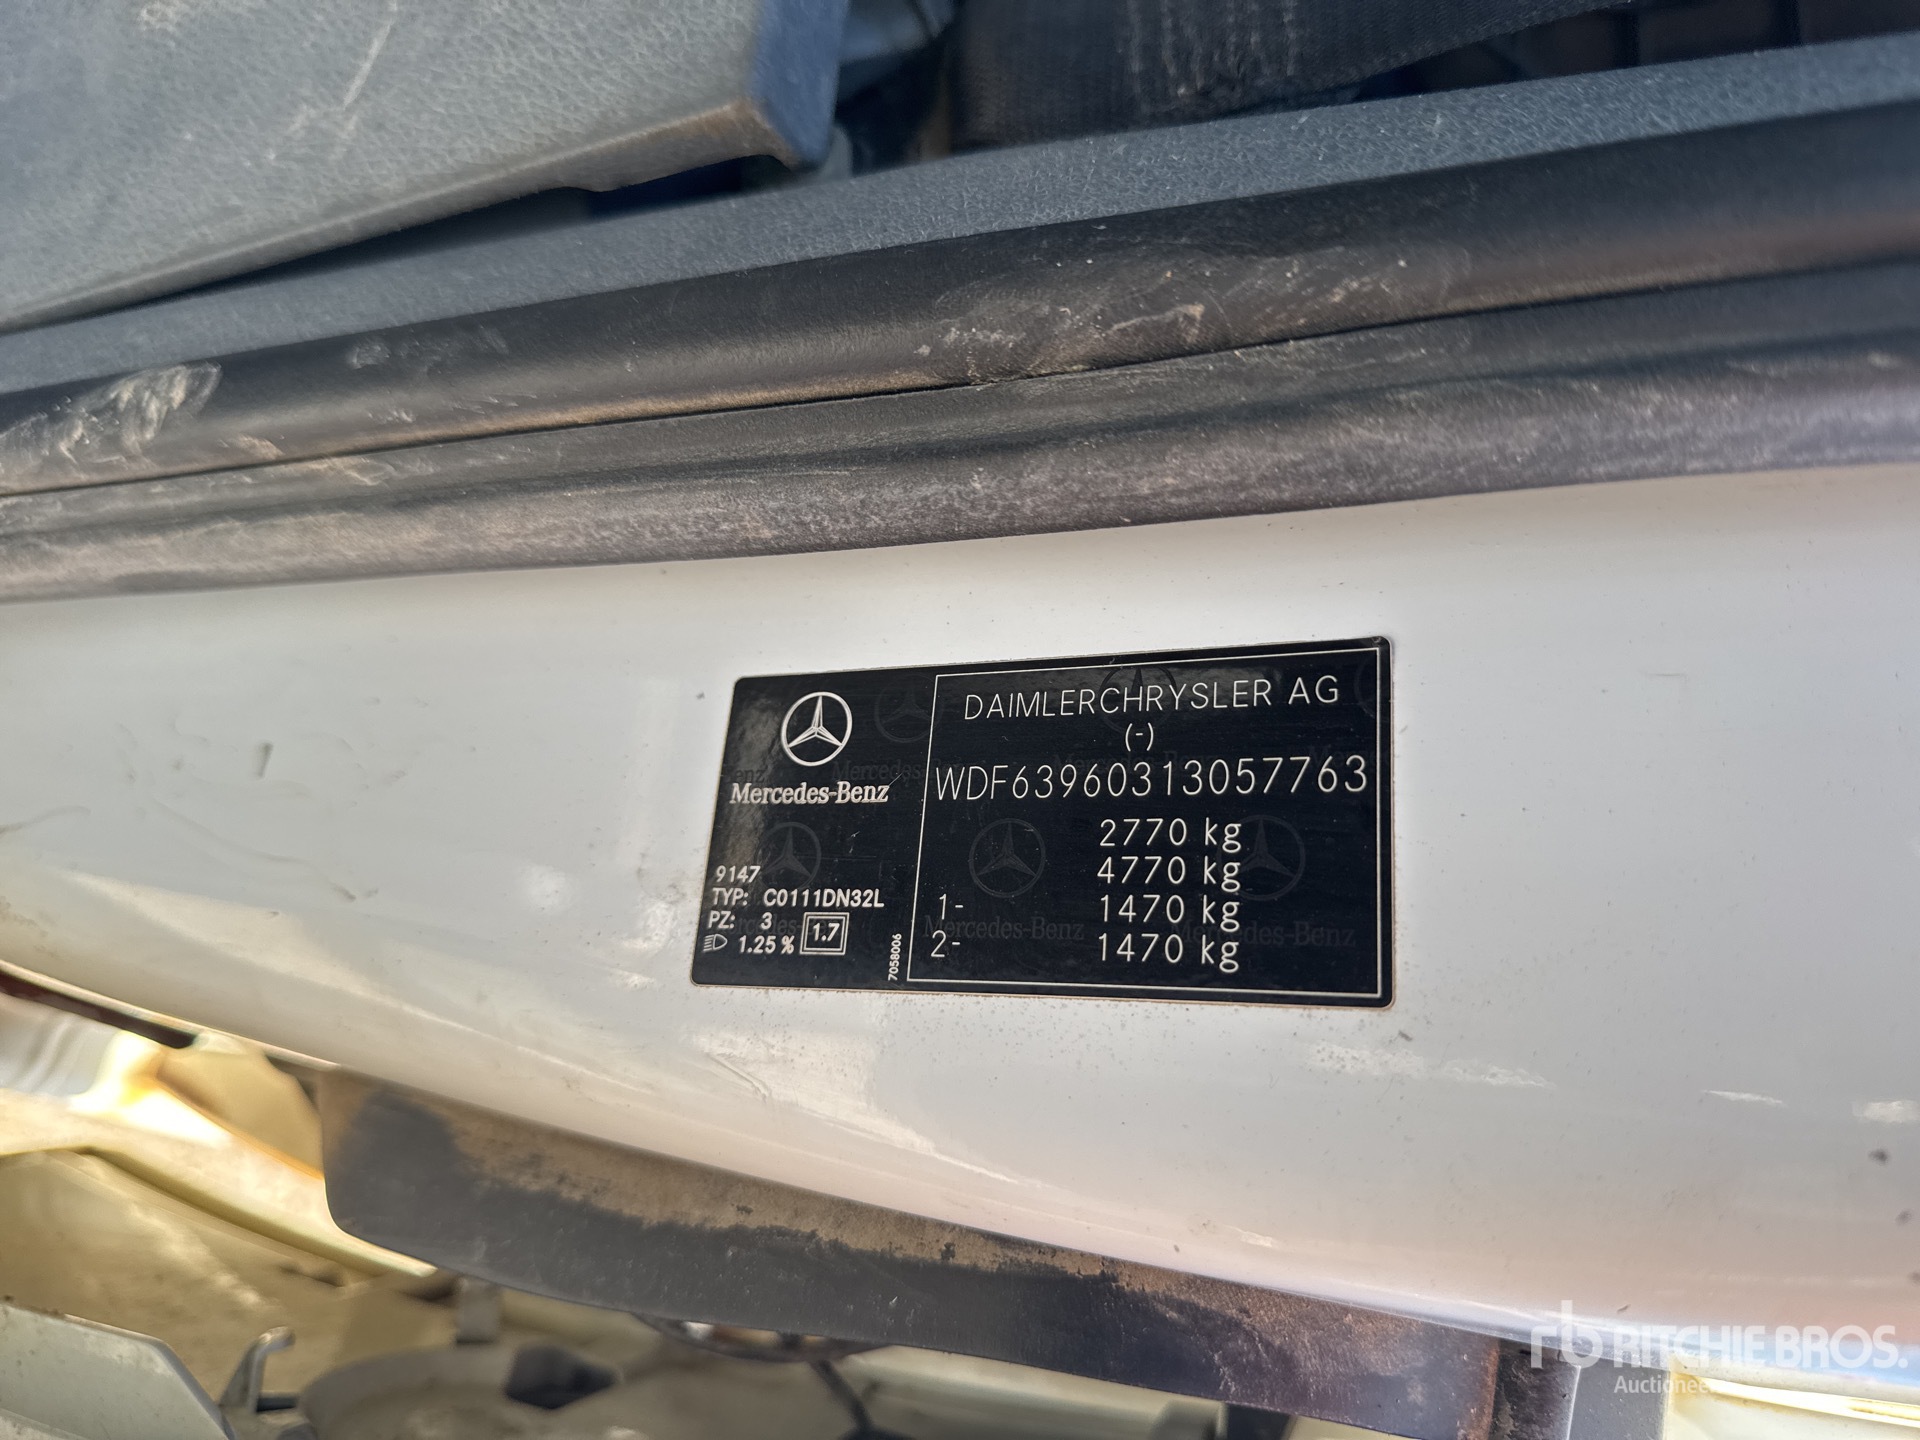 Mercedes-Benz
9147
TYP: C0111DN32L
PZ: 3
1.25 % 1.7
7058006
DAIMLERCHRYSLER AG
(-)
WDF63960313057763
2770 kg
4770 kg
1- 1470 kg
2- 1470 kg
rb RITCHIE BROS.
Auctioneers